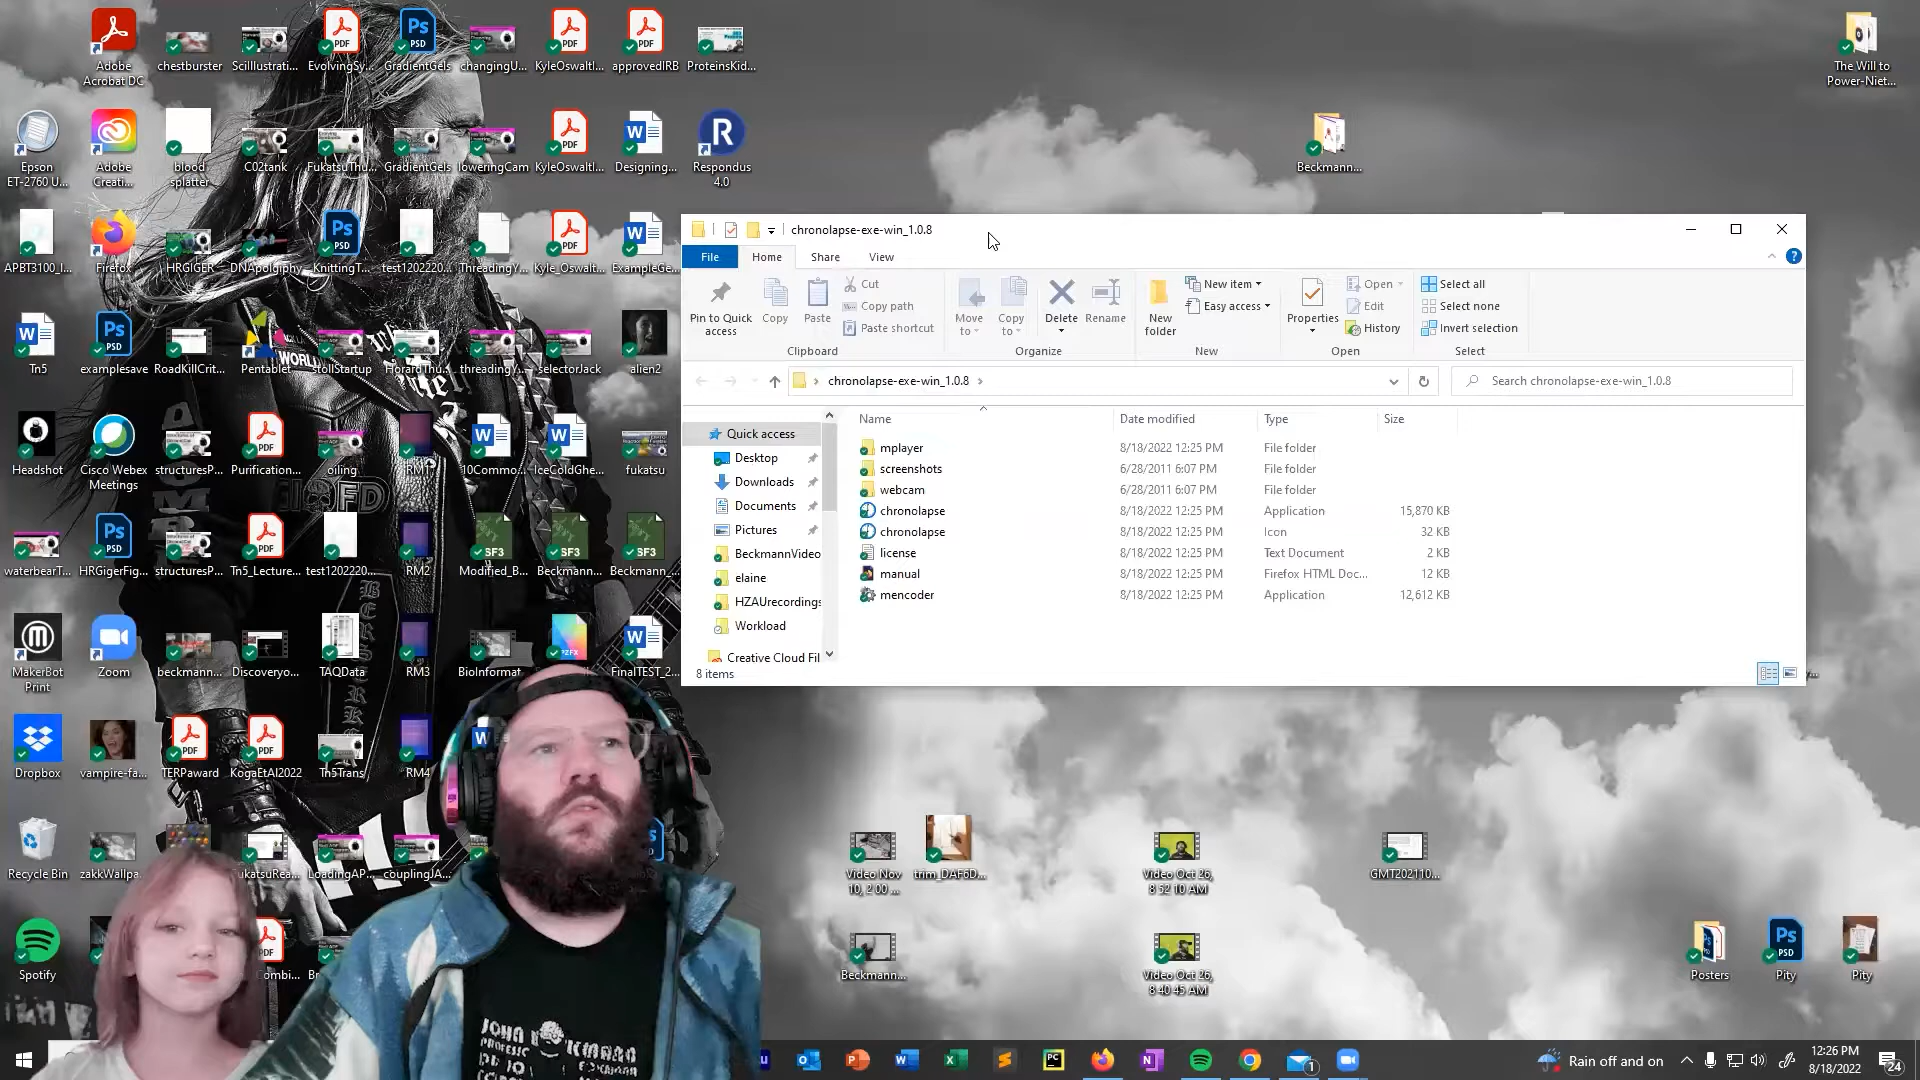 Adobe
Acrobat DC
chestburster
SciIllustrati...
EvolvingSy...
GradientGels
changingU...
KyleOswaltI...
approvedIRB
ProteinsKid...
The Will to
Power-Niet...
Epson
ET-2760 U...
Adobe
Creati...
blood
splatter
C02tank
FukatsuThu...
GradientGels
loweringCam
KyleOswaltI...
Designing...
Respondus
4.0
Beckmann...
APBT3100_I...
Firefox
HRGIGER
DNApolgiphy
KnittingT...
test1202220...
ThreadingY...
Kyle_Oswalt...
ExampleGe...
Tn5
examplesave
RoadKillCrit...
Pentablet
stollStartup
HorardThu...
threadingY...
selectorJack
alien2
Headshot
Cisco Webex
Meetings
structuresP...
Purification...
oiling
RM1
10Commo...
IceColdGhe...
fukatsu
waterbearT...
HRGigerFig...
structuresP...
Tn5_Lecture...
test1202220...
RM2
Modified_B...
Beckmann...
Beckmann_...
MakerBot
Print
Zoom
beckmann...
Discoveryo...
TAQData
RM3
BioInformat
FinalTEST_2...
Dropbox
vampire-fa...
TERPaward
KogaEtAl2022
Tn5Trans
RM4
Recycle Bin
zakkWallpa...
FukatsuRea...
LoadingAP...
couplingJA...
Spotify
Combi...
chronolapse-exe-win_1.0.8
File
Home
Share
View
Pin to Quick
access
Copy
Paste
Cut
Copy path
Paste shortcut
Clipboard
Move
to
Copy
to
Delete
Rename
Organize
New
folder
New item
Easy access
New
Properties
Open
Edit
History
Open
Select all
Select none
Invert selection
Select
chronolapse-exe-win_1.0.8
Search chronolapse-exe-win_1.0.8
Quick access
Desktop
Downloads
Documents
Pictures
BeckmannVideo
elaine
HZAUrecordings
Workload
Creative Cloud Fil
Name Date modified Type Size
mplayer 8/18/2022 12:25 PM File folder
screenshots 6/28/2011 6:07 PM File folder
webcam 6/28/2011 6:07 PM File folder
chronolapse 8/18/2022 12:25 PM Application 15,870 KB
chronolapse 8/18/2022 12:25 PM Icon 32 KB
license 8/18/2022 12:25 PM Text Document 2 KB
manual 8/18/2022 12:25 PM Firefox HTML Doc... 12 KB
mencoder 8/18/2022 12:25 PM Application 12,612 KB
8 items
Video Nov
10, 2:00 ...
trim_DAF6D...
Video Oct 26,
8 52 10 AM
GMT202110...
Beckmann...
Video Oct 26,
8 40 45 AM
Posters
Pity
Pity
JOHN
Rain off and on
12:26 PM
8/18/2022
24